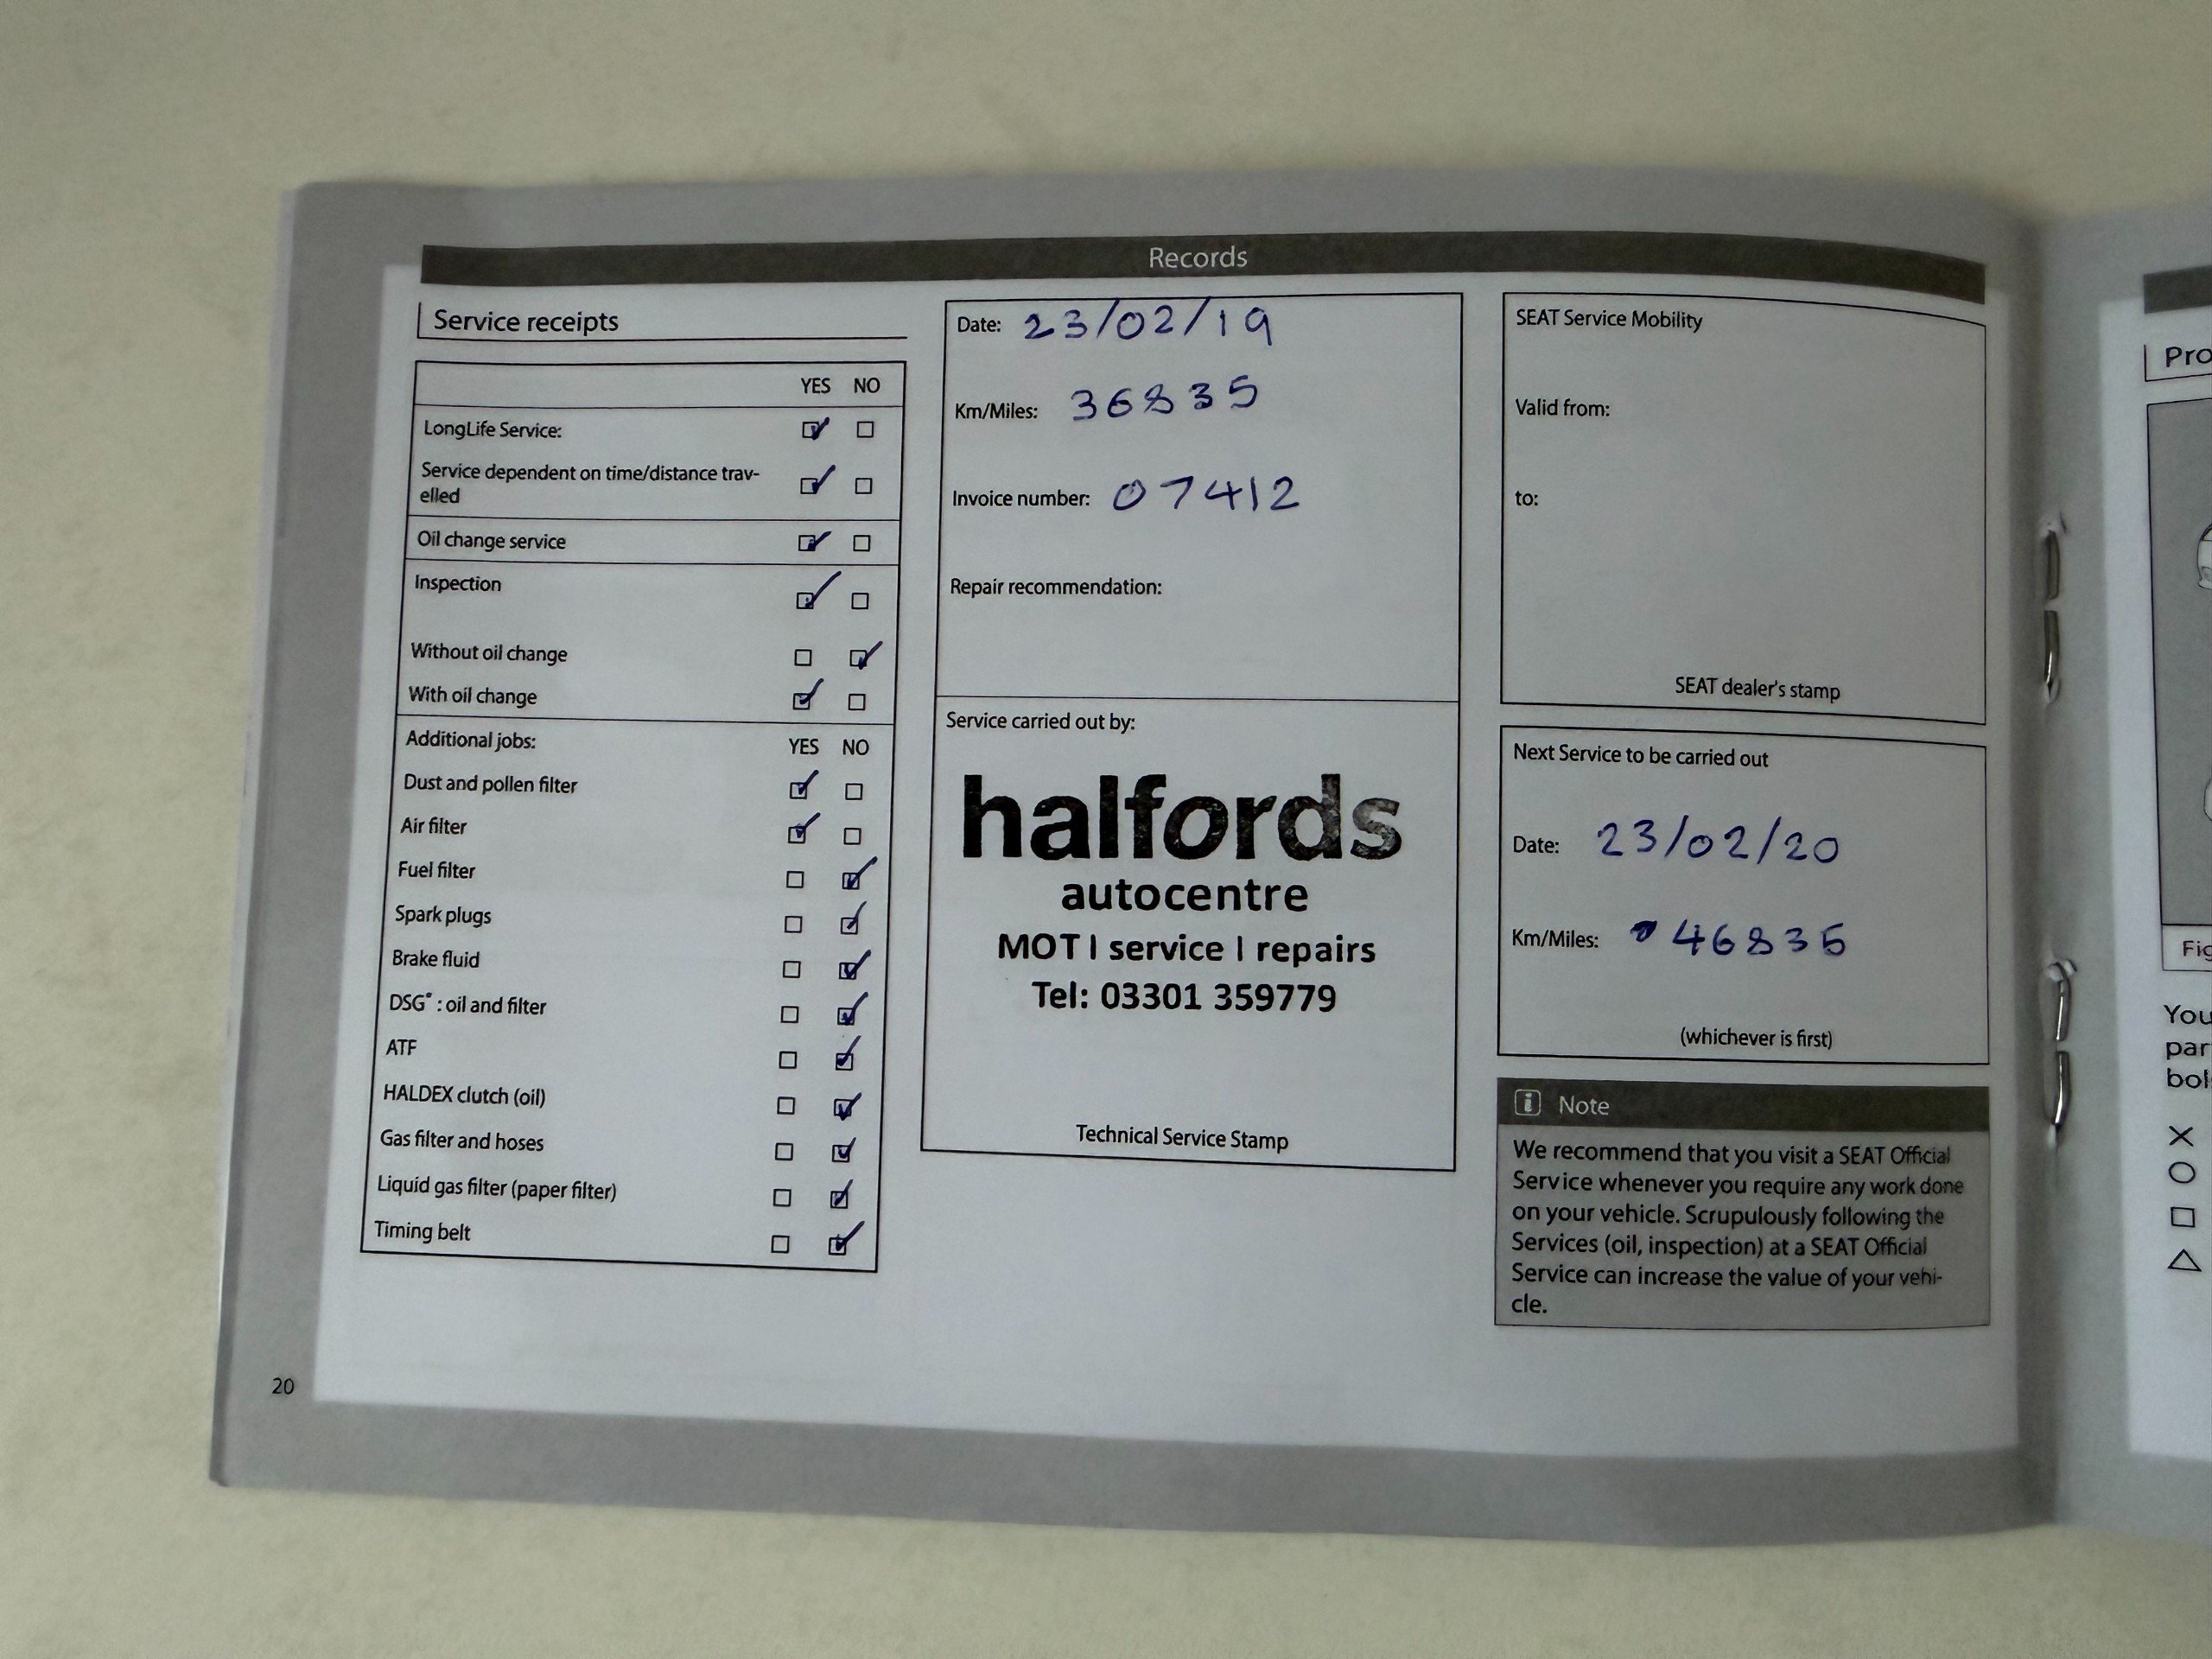 Records
Service receipts
YES NO
LongLife Service:
Service dependent on time/distance trav-
elled
Oil change service
Inspection
Without oil change
With oil change
Additional jobs: YES NO
Dust and pollen filter
Air filter
Fuel filter
Spark plugs
Brake fluid
DSG® : oil and filter
ATF
HALDEX clutch (oil)
Gas filter and hoses
Liquid gas filter (paper filter)
Timing belt
Date: 23/02/19
Km/Miles: 36835
Invoice number: 07412
Repair recommendation:
Service carried out by:
halfords
autocentre
MOT | service | repairs
Tel: 03301 359779
Technical Service Stamp
SEAT Service Mobility
Valid from:
to:
SEAT dealer's stamp
Next Service to be carried out
Date: 23/02/20
Km/Miles: 46835
(whichever is first)
i Note
We recommend that you visit a SEAT Official
Service whenever you require any work done
on your vehicle. Scrupulously following the
Services (oil, inspection) at a SEAT Official
Service can increase the value of your vehi-
cle.
20
Pro
Fig
You
par
bol